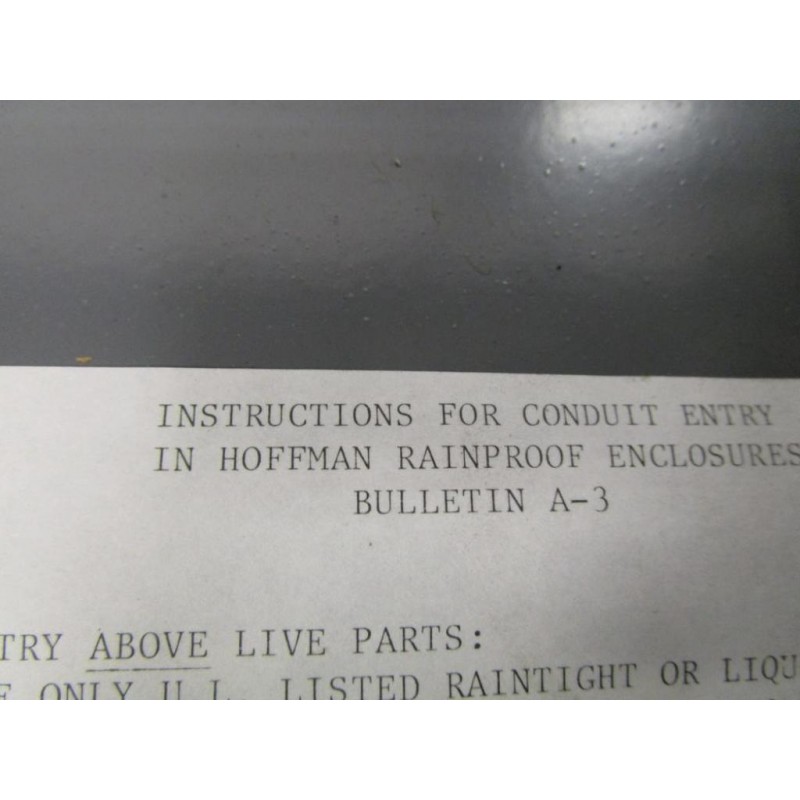 INSTRUCTIONS FOR CONDUIT ENTRY
IN HOFFMAN RAINPROOF ENCLOSURES
BULLETIN A-3
TRY ABOVE LIVE PARTS:
ONLY U.L. LISTED RAINTIGHT OR LIQU